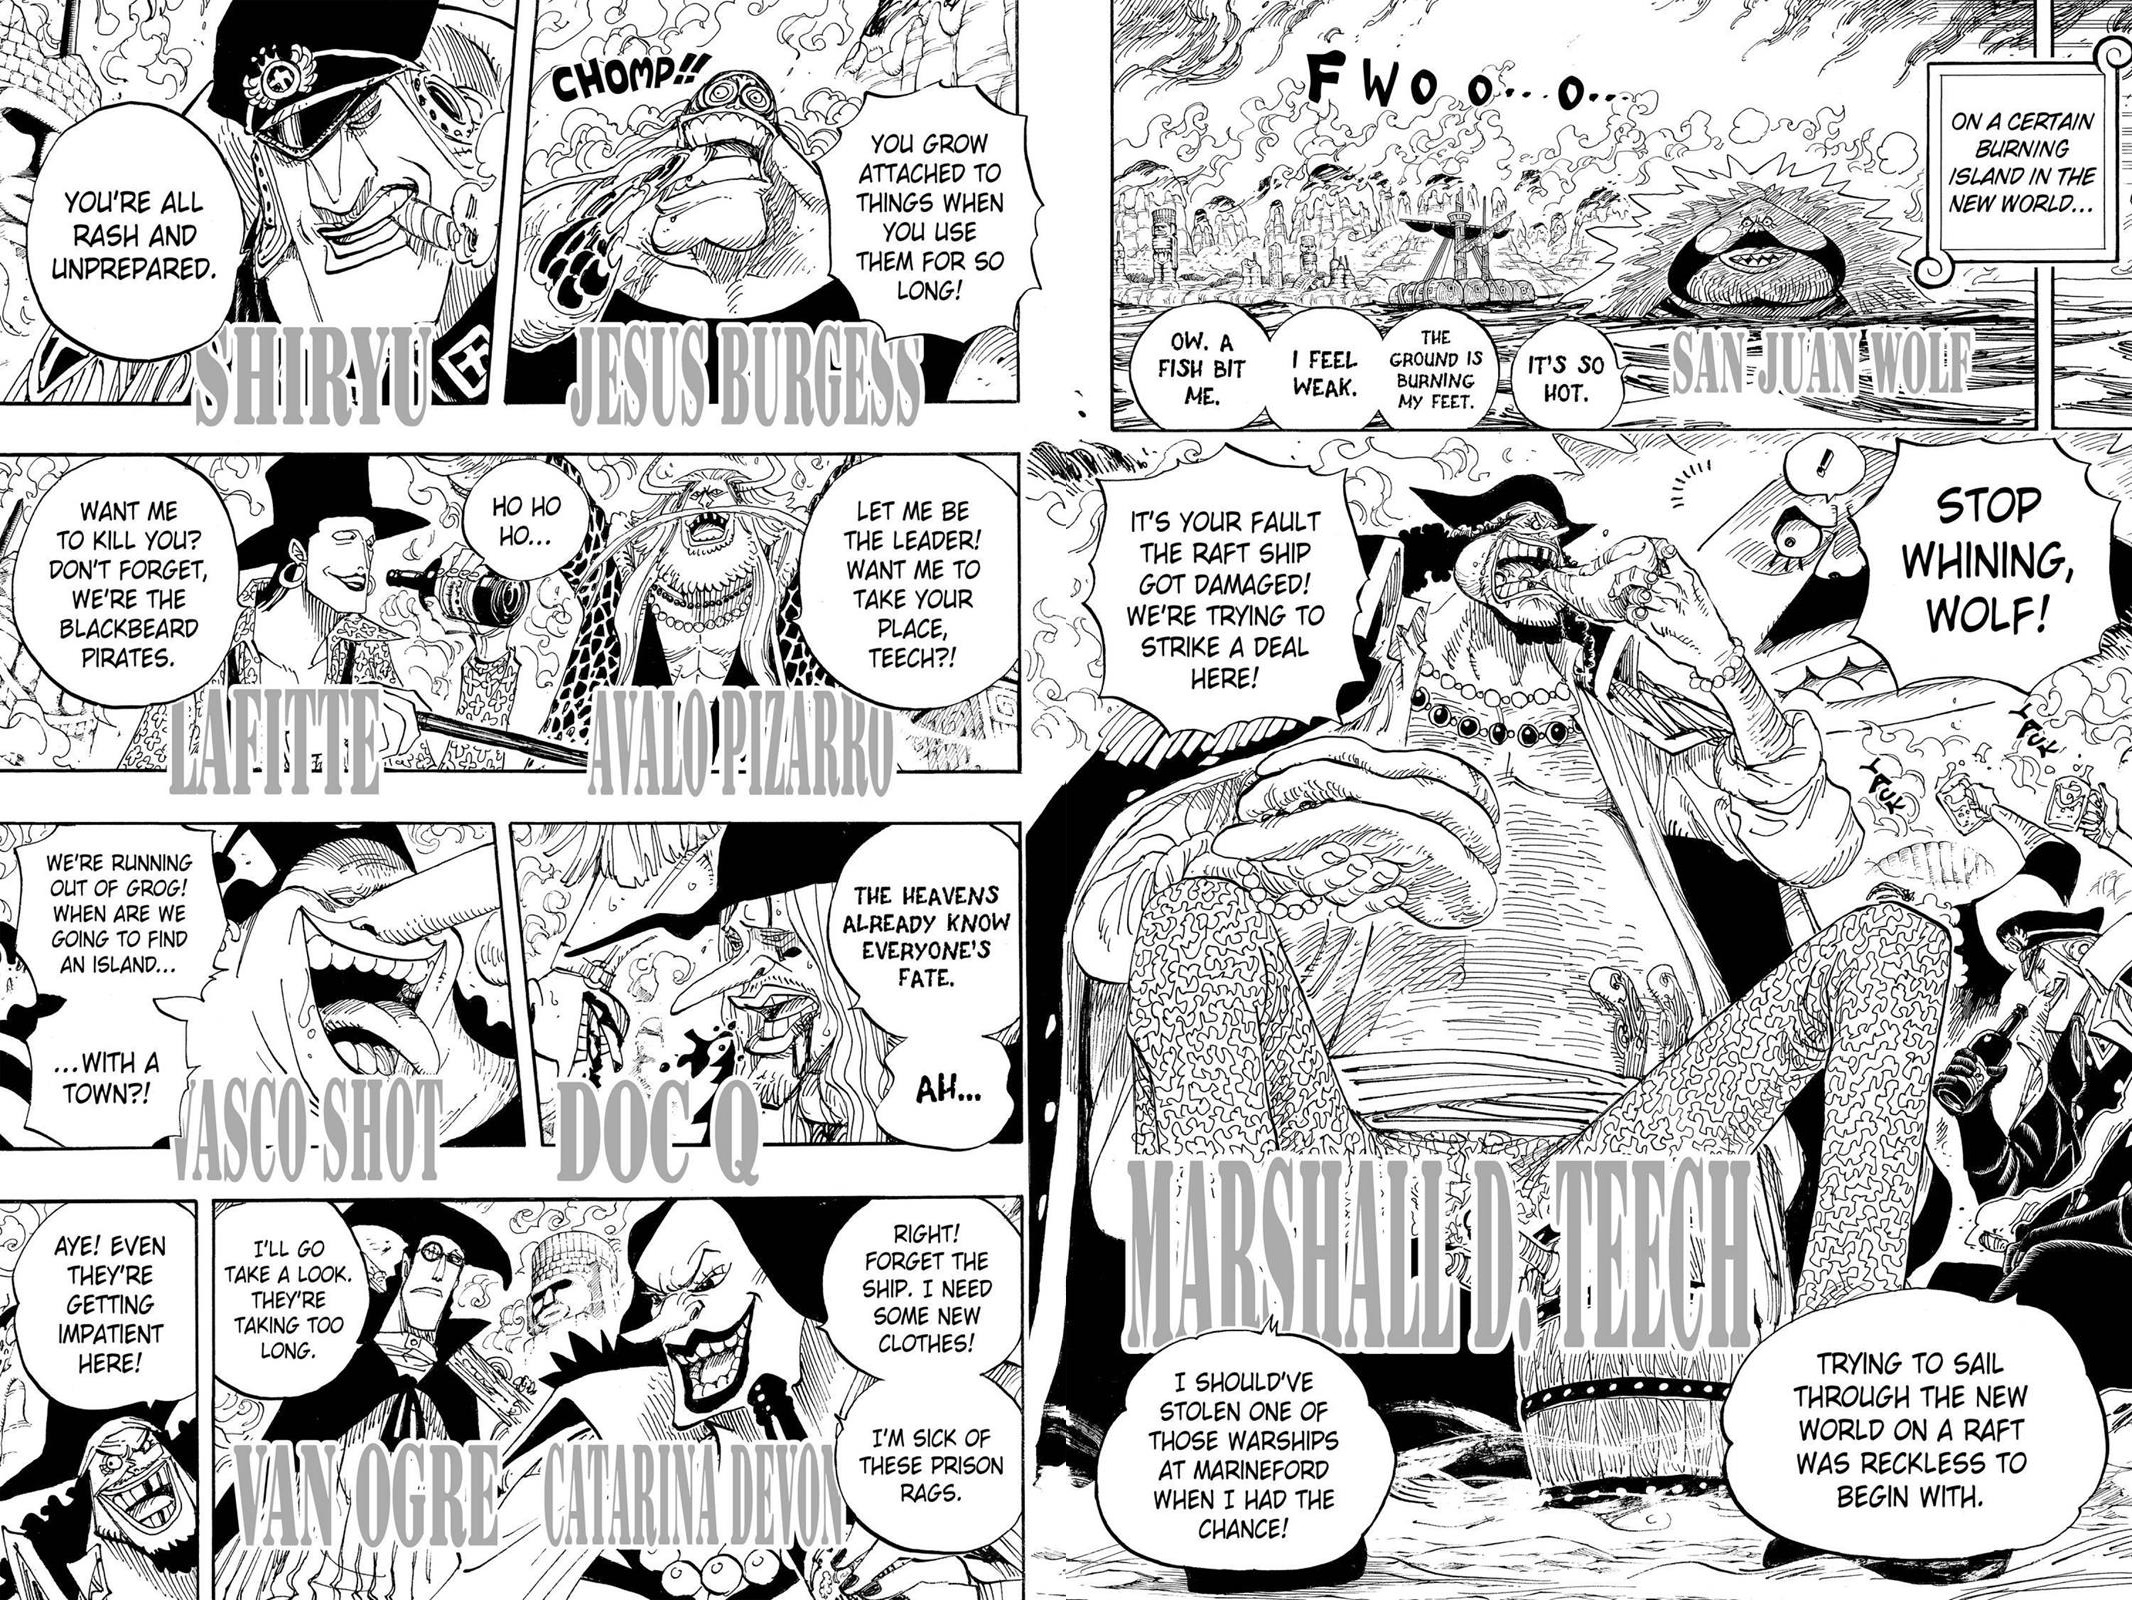 ON A CERTAIN
BURNING
ISLAND IN THE
NEW WORLD...
FWOOO...O...
SAN JUAN WOLF
IT'S SO
HOT.
THE
GROUND IS
BURNING
MY FEET.
I FEEL
WEAK.
OW. A
FISH BIT
ME.
STOP
WHINING,
WOLF!
!
IT'S YOUR FAULT
THE RAFT SHIP
GOT DAMAGED!
WE'RE TRYING TO
STRIKE A DEAL
HERE!
MARSHALL D. TEECH
TRYING TO SAIL
THROUGH THE NEW
WORLD ON A RAFT
WAS RECKLESS TO
BEGIN WITH.
I SHOULD'VE
STOLEN ONE OF
THOSE WARSHIPS
AT MARINEFORD
WHEN I HAD THE
CHANCE!
YOU GROW
ATTACHED TO
THINGS WHEN
YOU USE
THEM FOR SO
LONG!
CHOMP!!
JESUS BURGESS
YOU'RE ALL
RASH AND
UNPREPARED.
SHIRYU
LET ME BE
THE LEADER!
WANT ME TO
TAKE YOUR
PLACE,
TEECH?!
AVALO PIZARRO
HO HO
HO...
WANT ME
TO KILL YOU?
DON'T FORGET,
WE'RE THE
BLACKBEARD
PIRATES.
LAFITTE
THE HEAVENS
ALREADY KNOW
EVERYONE'S
FATE.
AH...
DOC Q
WE'RE RUNNING
OUT OF GROG!
WHEN ARE WE
GOING TO FIND
AN ISLAND...
...WITH A
TOWN?!
VASCO SHOT
RIGHT!
FORGET THE
SHIP. I NEED
SOME NEW
CLOTHES!
I'M SICK OF
THESE PRISON
RAGS.
CATARINA DEVON
I'LL GO
TAKE A LOOK.
THEY'RE
TAKING TOO
LONG.
VAN OGRE
AYE! EVEN
THEY'RE
GETTING
IMPATIENT
HERE!